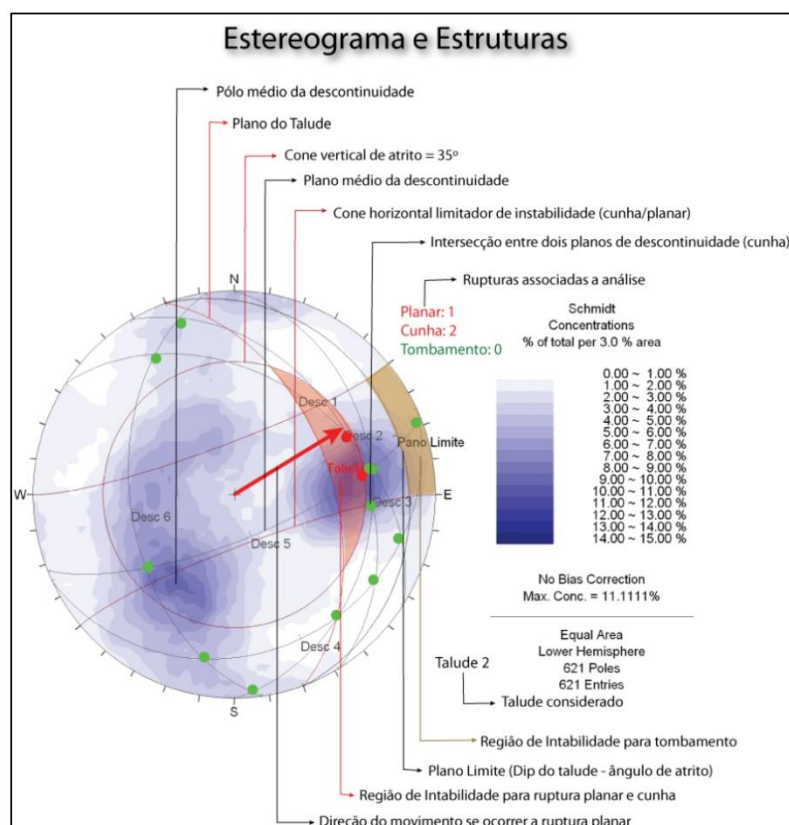 Estereograma e Estruturas
Pólo médio da descontinuidade
Plano do Talude
Cone vertical de atrito = 35º
Plano médio da descontinuidade
Cone horizontal limitador de instabilidade (cunha/planar)
Intersecção entre dois planos de descontinuidade (cunha)
Rupturas associadas a análise
Planar: 1
Cunha: 2
Tombamento: 0
Schmidt
Concentrations
% of total per 3.0 % area
0.00 ~ 1.00 %
1.00 ~ 2.00 %
2.00 ~ 3.00 %
3.00 ~ 4.00 %
4.00 ~ 5.00 %
5.00 ~ 6.00 %
6.00 ~ 7.00 %
7.00 ~ 8.00 %
8.00 ~ 9.00 %
9.00 ~ 10.00 %
10.00 ~ 11.00 %
11.00 ~ 12.00 %
12.00 ~ 13.00 %
13.00 ~ 14.00 %
14.00 ~ 15.00 %
No Bias Correction
Max. Conc. = 11.1111%
Equal Area
Lower Hemisphere
621 Poles
621 Entries
N
Desc 1
Desc 2
Pano Limite
Talude
W
E
Desc 3
Desc 6
Desc 5
Desc 4
S
Talude 2
Talude considerado
Região de Intabilidade para tombamento
Plano Limite (Dip do talude - ângulo de atrito)
Região de Intabilidade para ruptura planar e cunha
Direção do movimento se ocorrer a ruptura planar